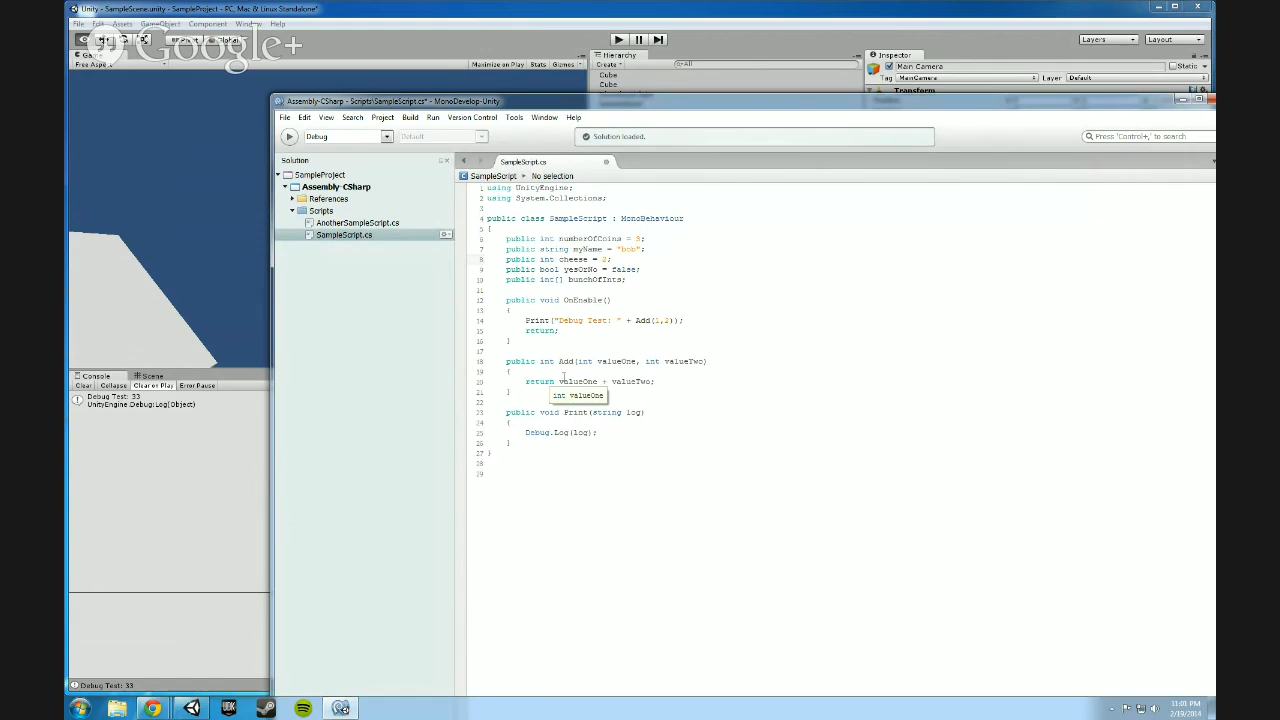 Unity - SampleScene.unity - SampleProject - PC, Mac & Linux Standalone*
File Edit Assets GameObject Component Window Help
Google+
Pivot Global
Layers Layout
Game
Free Aspect
Maximize on Play Stats Gizmos
Hierarchy
Create All
Cube
Cube
Inspector
Main Camera Static
Tag MainCamera Layer Default
Transform
Assembly-CSharp - Scripts\SampleScript.cs* - MonoDevelop-Unity
File Edit View Search Project Build Run Version Control Tools Window Help
Debug Default
Solution loaded.
Press 'Control+,' to search
Solution
SampleProject
Assembly-CSharp
References
Scripts
AnotherSampleScript.cs
SampleScript.cs
SampleScript.cs
SampleScript No selection
1 using UnityEngine;
2 using System.Collections;
3
4 public class SampleScript : MonoBehaviour
5 {
6 public int numberOfCoins = 3;
7 public string myName = "bob";
8 public int cheese = 2;
9 public bool yesOrNo = false;
10 public int[] bunchOfInts;
11
12 public void OnEnable()
13 {
14 Print("Debug Test: " + Add(1,2));
15 return;
16 }
17
18 public int Add(int valueOne, int valueTwo)
19 {
20 return valueOne + valueTwo;
21 }
int valueOne
22
23 public void Print(string log)
24 {
25 Debug.Log(log);
26 }
27 }
28
29
Console Scene
Clear Collapse Clear on Play Error Pause
Debug Test: 33
UnityEngine.Debug:Log(Object)
Debug Test: 33
UDK
11:01 PM
2/19/2014